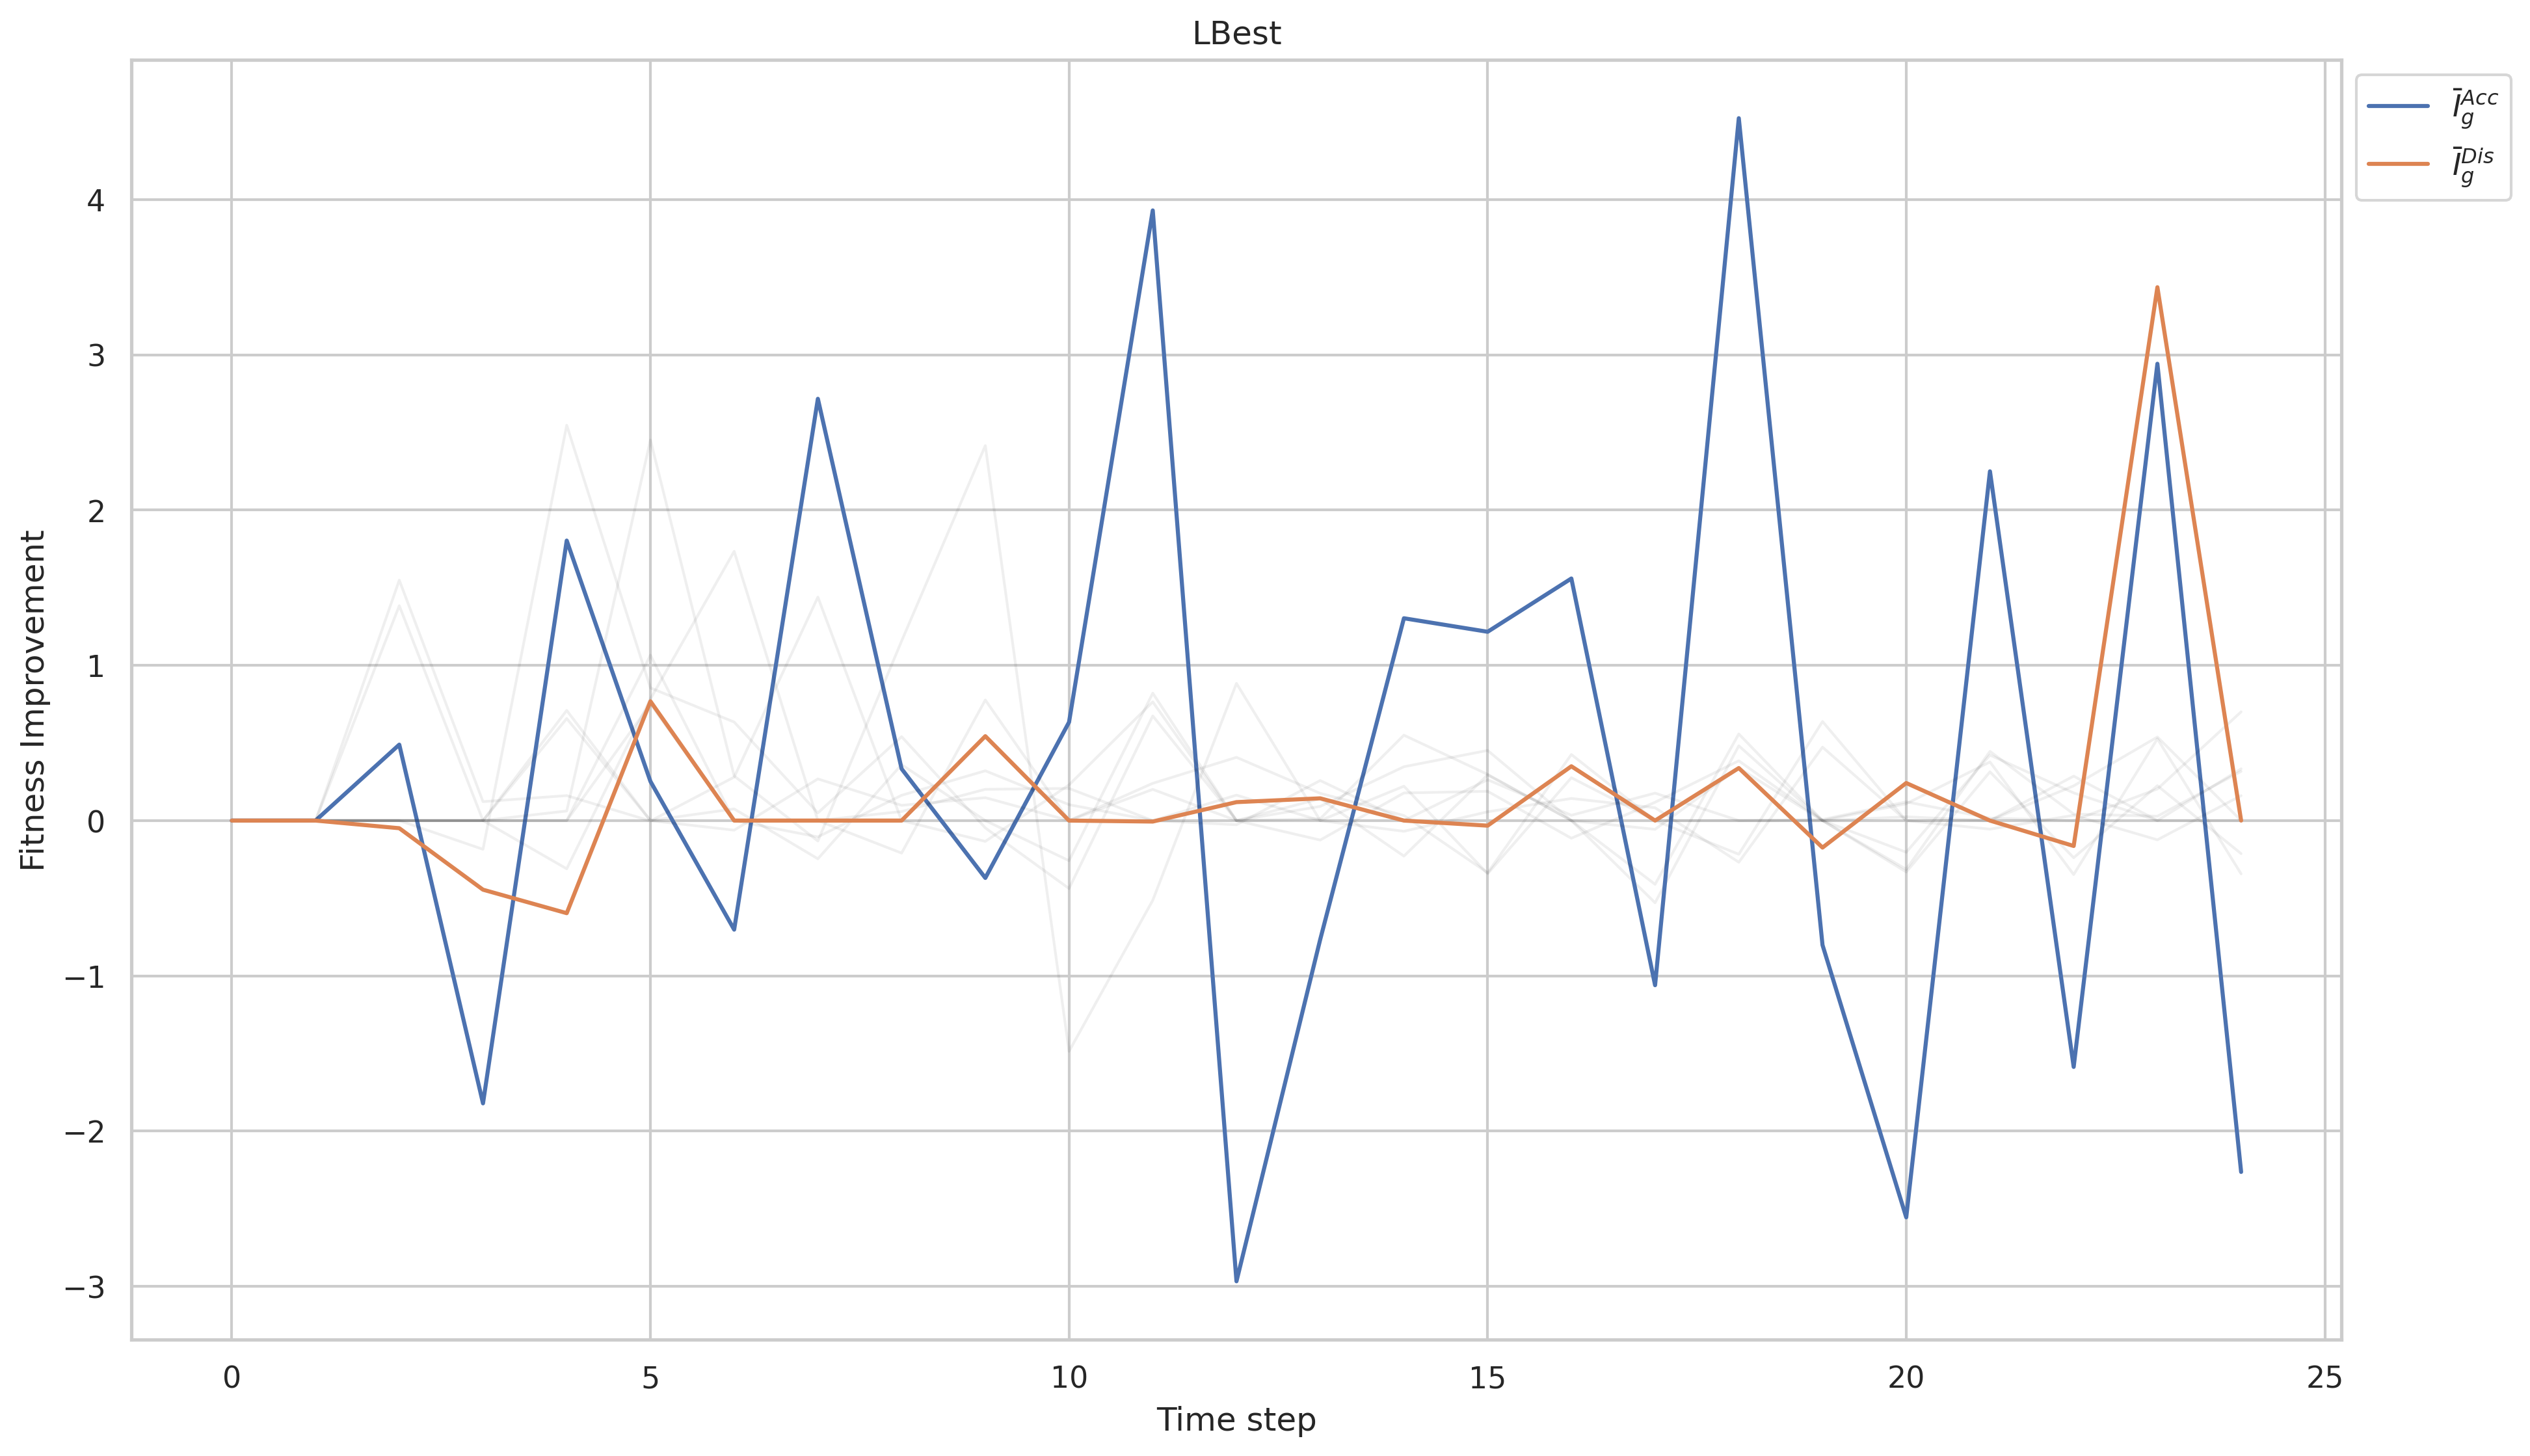 LBest
Ī_g^Acc
Ī_g^Dis
Fitness Improvement
4
3
2
1
0
−1
−2
−3
0 5 10 15 20 25
Time step